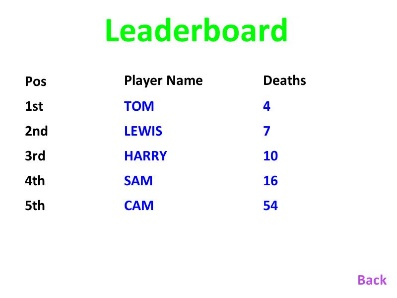 Leaderboard
Pos Player Name Deaths
1st TOM 4
2nd LEWIS 7
3rd HARRY 10
4th SAM 16
5th CAM 54
Back